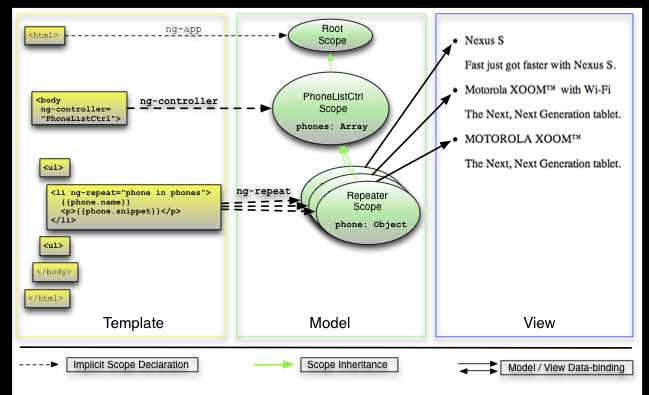 <html>
ng-app
<body
ng-controller=
"PhoneListCtrl">
ng-controller
<ul>
<li ng-repeat="phone in phones">
{{phone.name}}
<p>{{phone.snippet}}</p>
</li>
ng-repeat
<ul>
</body>
</html>
Template
Root
Scope
PhoneListCtrl
Scope
phones: Array
Repeater
Scope
phone: Object
Model
• Nexus S
Fast just got faster with Nexus S.
• Motorola XOOM™ with Wi-Fi
The Next, Next Generation tablet.
• MOTOROLA XOOM™
The Next, Next Generation tablet.
View
Implicit Scope Declaration
Scope Inheritance
Model / View Data-binding